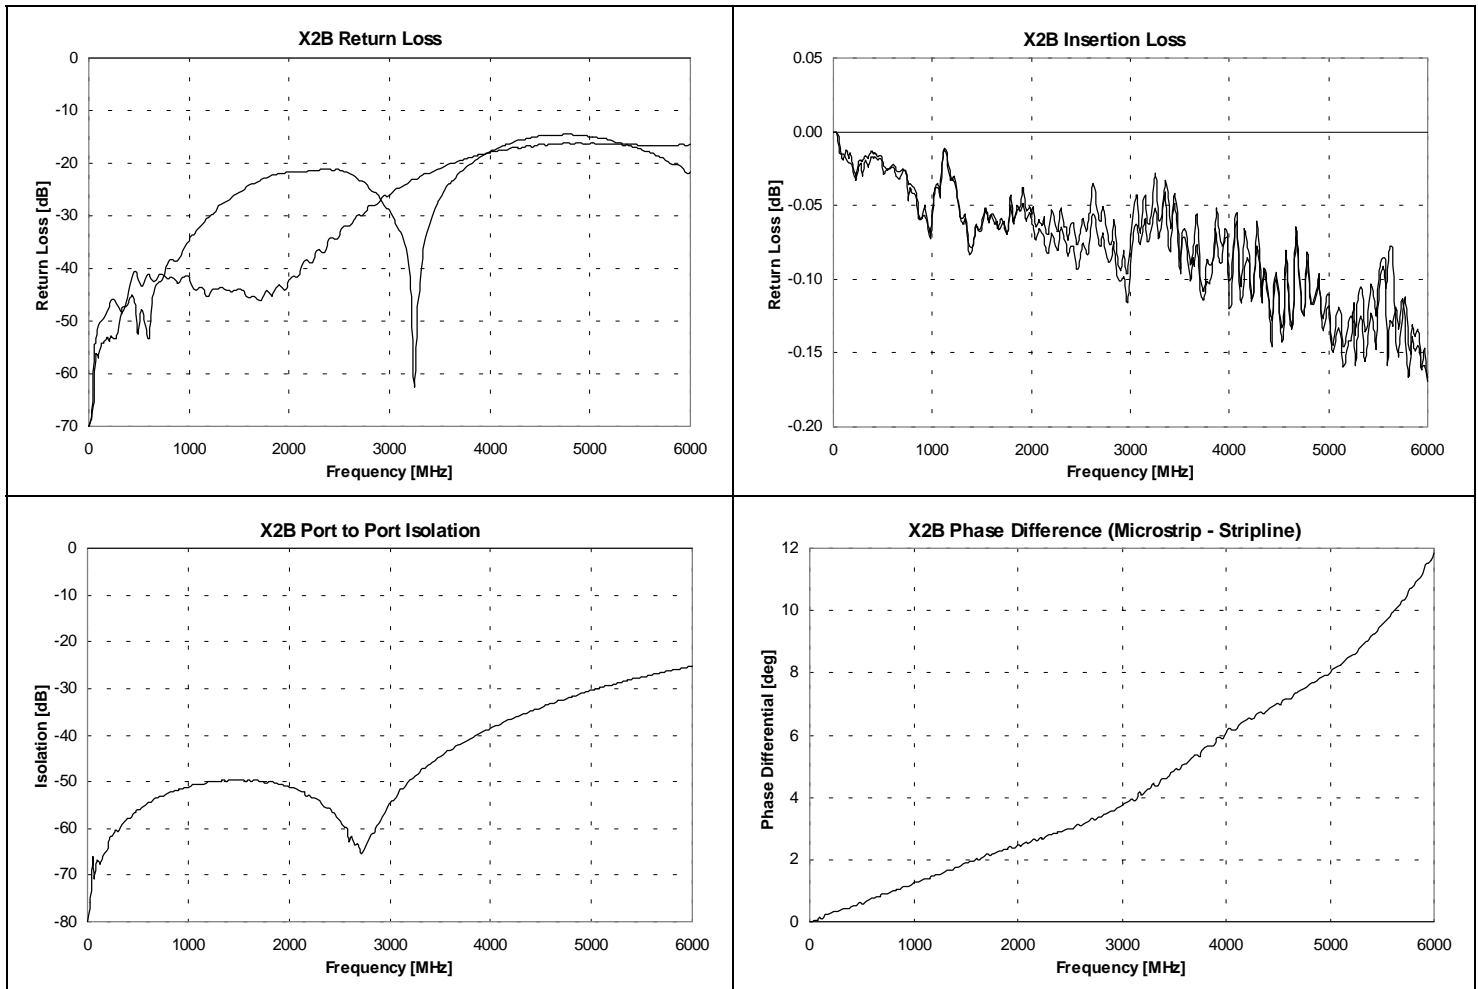 X2B Return Loss
Return Loss [dB]
0
-10
-20
-30
-40
-50
-60
-70
0 1000 2000 3000 4000 5000 6000
Frequency [MHz]
X2B Insertion Loss
Return Loss [dB]
0.05
0.00
-0.05
-0.10
-0.15
-0.20
0 1000 2000 3000 4000 5000 6000
Frequency [MHz]
X2B Port to Port Isolation
Isolation [dB]
0
-10
-20
-30
-40
-50
-60
-70
-80
0 1000 2000 3000 4000 5000 6000
Frequency [MHz]
X2B Phase Difference (Microstrip - Stripline)
Phase Differential [deg]
12
10
8
6
4
2
0
0 1000 2000 3000 4000 5000 6000
Frequency [MHz]